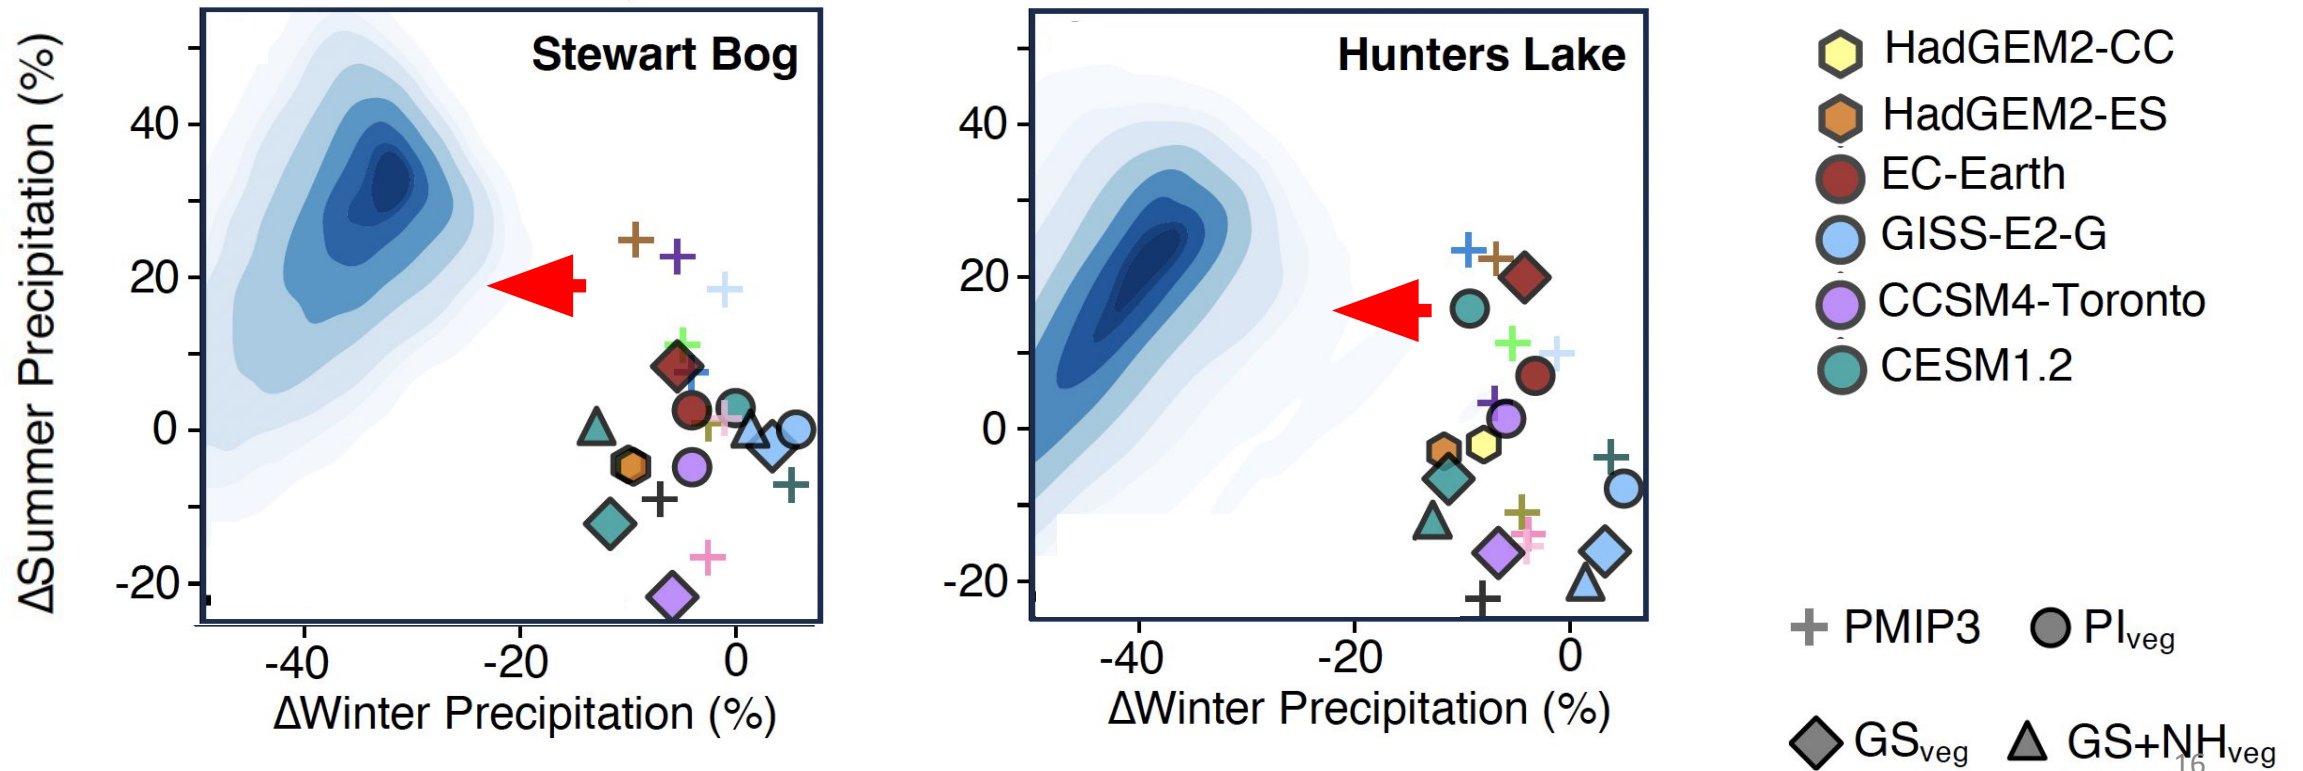 ΔSummer Precipitation (%)
Stewart Bog
40
20
0
-20
-40 -20 0
ΔWinter Precipitation (%)
Hunters Lake
40
20
0
-20
-40 -20 0
ΔWinter Precipitation (%)
HadGEM2-CC
HadGEM2-ES
EC-Earth
GISS-E2-G
CCSM4-Toronto
CESM1.2
PMIP3 PIveg
GSveg GS+NHveg
16